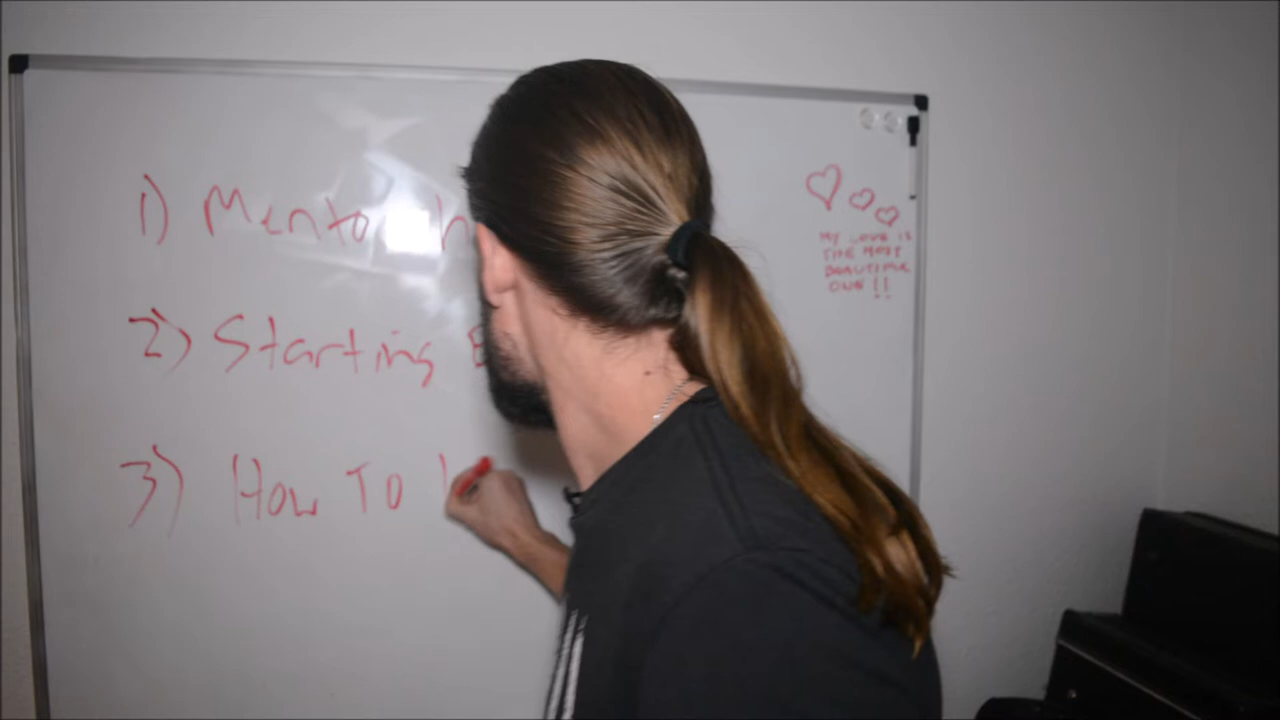 1) Mento
2) Starting
3) How To
MY LOVE IS
THE MOST
BEAUTIFUL
ONE !!